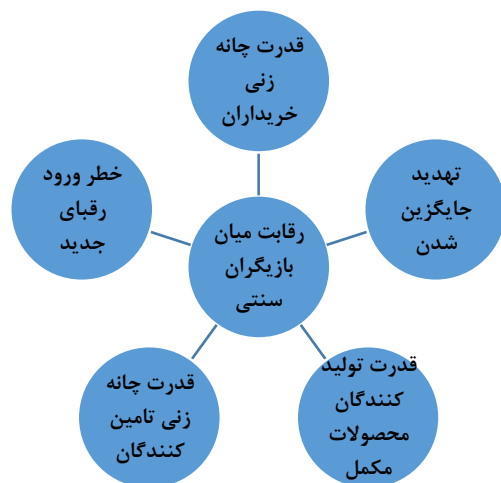 قدرت چانه
زنی
خریداران
تهدید
جایگزین
شدن
خطر ورود
رقبای
جدید
رقابت میان
بازیگران
سنتی
قدرت تولید
کنندگان
محصولات
مکمل
قدرت چانه
زنی تامین
کنندگان